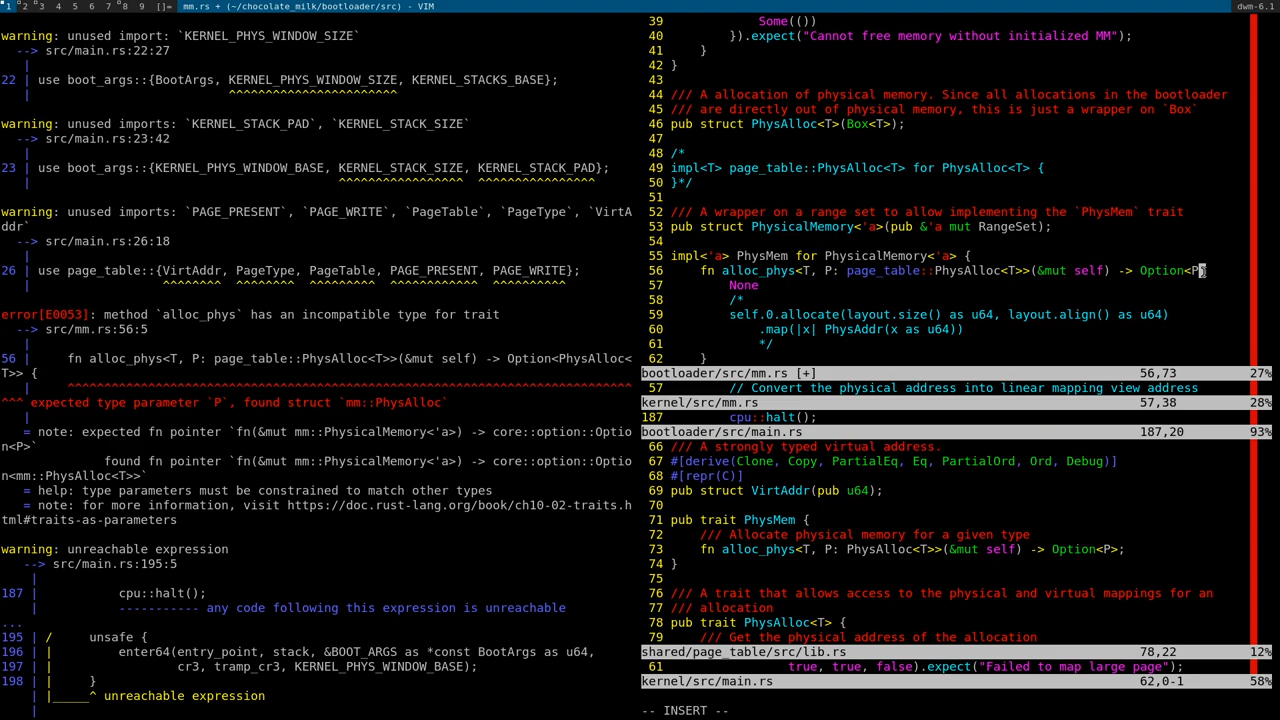 1 2 3 4 5 6 7 8 9 []= mm.rs + (~/chocolate_milk/bootloader/src) - VIM dwm-6.1
warning: unused import: `KERNEL_PHYS_WINDOW_SIZE`
--> src/main.rs:22:27
|
22 | use boot_args::{BootArgs, KERNEL_PHYS_WINDOW_SIZE, KERNEL_STACKS_BASE};
| ^^^^^^^^^^^^^^^^^^^^^^^
warning: unused imports: `KERNEL_STACK_PAD`, `KERNEL_STACK_SIZE`
--> src/main.rs:23:42
|
23 | use boot_args::{KERNEL_PHYS_WINDOW_BASE, KERNEL_STACK_SIZE, KERNEL_STACK_PAD};
| ^^^^^^^^^^^^^^^^^ ^^^^^^^^^^^^^^^^
warning: unused imports: `PAGE_PRESENT`, `PAGE_WRITE`, `PageTable`, `PageType`, `VirtA
ddr`
--> src/main.rs:26:18
|
26 | use page_table::{VirtAddr, PageType, PageTable, PAGE_PRESENT, PAGE_WRITE};
| ^^^^^^^^ ^^^^^^^^ ^^^^^^^^^ ^^^^^^^^^^^^ ^^^^^^^^^^
error[E0053]: method `alloc_phys` has an incompatible type for trait
--> src/mm.rs:56:5
|
56 | fn alloc_phys<T, P: page_table::PhysAlloc<T>>(&mut self) -> Option<PhysAlloc<
T>> {
| ^^^^^^^^^^^^^^^^^^^^^^^^^^^^^^^^^^^^^^^^^^^^^^^^^^^^^^^^^^^^^^^^^^^^^^^^^^^^^
^^^ expected type parameter `P`, found struct `mm::PhysAlloc`
|
= note: expected fn pointer `fn(&mut mm::PhysicalMemory<'a>) -> core::option::Optio
n<P>`
found fn pointer `fn(&mut mm::PhysicalMemory<'a>) -> core::option::Optio
n<mm::PhysAlloc<T>>`
= help: type parameters must be constrained to match other types
= note: for more information, visit https://doc.rust-lang.org/book/ch10-02-traits.h
tml#traits-as-parameters
warning: unreachable expression
--> src/main.rs:195:5
|
187 | cpu::halt();
| ----------- any code following this expression is unreachable
...
195 | / unsafe {
196 | | enter64(entry_point, stack, &BOOT_ARGS as *const BootArgs as u64,
197 | | cr3, tramp_cr3, KERNEL_PHYS_WINDOW_BASE);
198 | | }
| |_____^ unreachable expression
|
39 Some(())
40 }).expect("Cannot free memory without initialized MM");
41 }
42 }
43
44 /// A allocation of physical memory. Since all allocations in the bootloader
45 /// are directly out of physical memory, this is just a wrapper on `Box`
46 pub struct PhysAlloc<T>(Box<T>);
47
48 /*
49 impl<T> page_table::PhysAlloc<T> for PhysAlloc<T> {
50 }*/
51
52 /// A wrapper on a range set to allow implementing the `PhysMem` trait
53 pub struct PhysicalMemory<'a>(pub &'a mut RangeSet);
54
55 impl<'a> PhysMem for PhysicalMemory<'a> {
56 fn alloc_phys<T, P: page_table::PhysAlloc<T>>(&mut self) -> Option<P}
57 None
58 /*
59 self.0.allocate(layout.size() as u64, layout.align() as u64)
60 .map(|x| PhysAddr(x as u64))
61 */
62 }
bootloader/src/mm.rs [+] 56,73 27%
57 // Convert the physical address into linear mapping view address
kernel/src/mm.rs 57,38 28%
187 cpu::halt();
bootloader/src/main.rs 187,20 93%
66 /// A strongly typed virtual address.
67 #[derive(Clone, Copy, PartialEq, Eq, PartialOrd, Ord, Debug)]
68 #[repr(C)]
69 pub struct VirtAddr(pub u64);
70
71 pub trait PhysMem {
72 /// Allocate physical memory for a given type
73 fn alloc_phys<T, P: PhysAlloc<T>>(&mut self) -> Option<P>;
74 }
75
76 /// A trait that allows access to the physical and virtual mappings for an
77 /// allocation
78 pub trait PhysAlloc<T> {
79 /// Get the physical address of the allocation
shared/page_table/src/lib.rs 78,22 12%
61 true, true, false).expect("Failed to map large page");
kernel/src/main.rs 62,0-1 58%
-- INSERT --